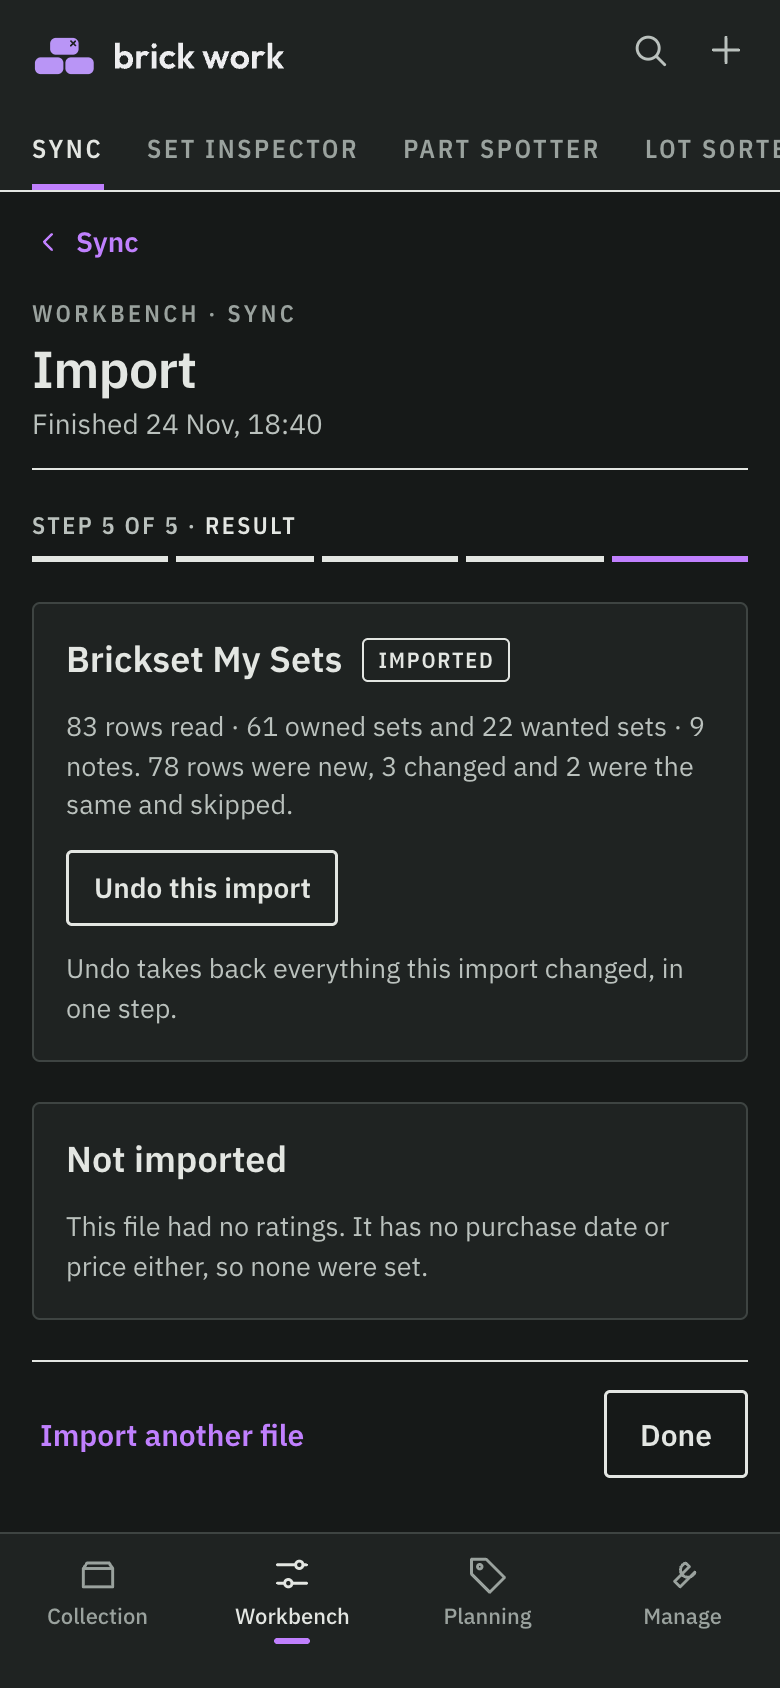 brick work
SYNC SET INSPECTOR PART SPOTTER LOT SORTE
Sync
WORKBENCH · SYNC
Import
Finished 24 Nov, 18:40
STEP 5 OF 5 · RESULT
Brickset My Sets IMPORTED
83 rows read · 61 owned sets and 22 wanted sets · 9
notes. 78 rows were new, 3 changed and 2 were the
same and skipped.
Undo this import
Undo takes back everything this import changed, in
one step.
Not imported
This file had no ratings. It has no purchase date or
price either, so none were set.
Import another file Done
Collection Workbench Planning Manage